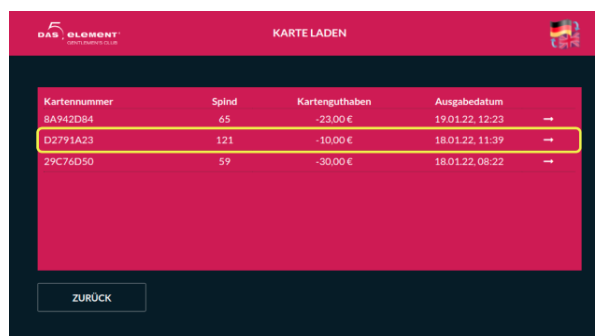 DAS 5. ELEMENT
GENTLEMEN'S CLUB
KARTE LADEN
Kartennummer Spind Kartenguthaben Ausgabedatum
8A942D84 65 -23,00 € 19.01.22, 12:23 →
D2791A23 121 -10,00 € 18.01.22, 11:39 →
29C76D50 59 -30,00 € 18.01.22, 08:22 →
ZURÜCK